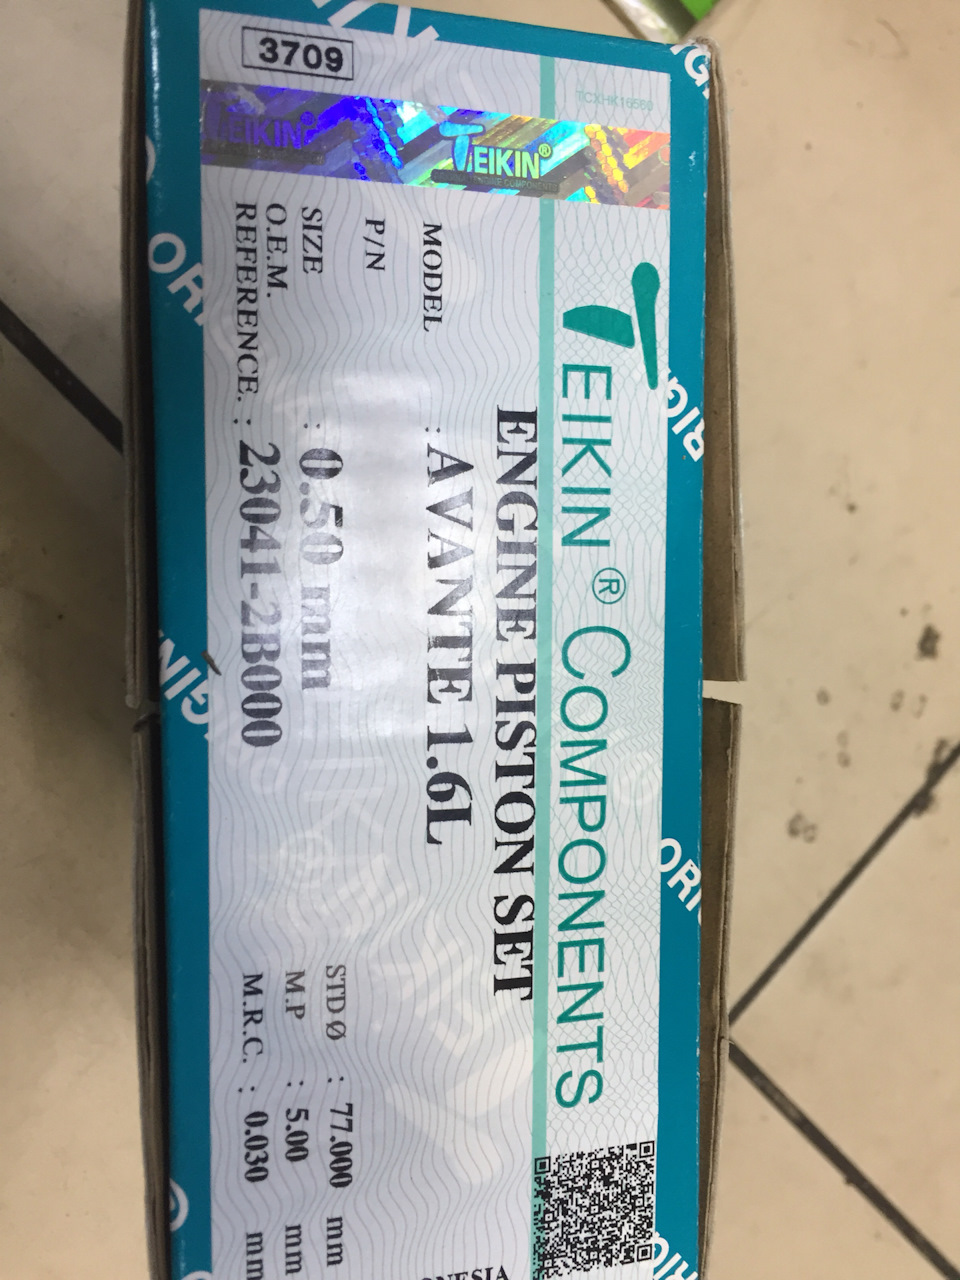 3709
TCXHK16560
TEIKIN®
TEIKIN®
TEIKIN® COMPONENTS
ENGINE PISTON SET
MODEL : AVANTE 1.6L
P/N
SIZE : 0.50 mm
O.E.M.
REFERENCE. : 23041-2B000
STD Ø : 77.000 mm
M.P : 5.00 mm
M.R.C. : 0.030 mm